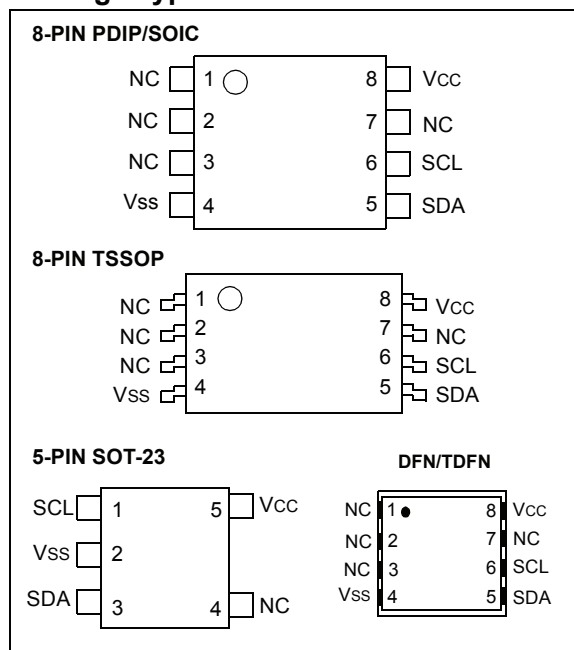 8-PIN PDIP/SOIC
NC 1 8 VCC
NC 2 7 NC
NC 3 6 SCL
VSS 4 5 SDA
8-PIN TSSOP
NC 1 8 VCC
NC 2 7 NC
NC 3 6 SCL
VSS 4 5 SDA
5-PIN SOT-23
SCL 1 5 VCC
VSS 2
SDA 3 4 NC
DFN/TDFN
NC 1 8 VCC
NC 2 7 NC
NC 3 6 SCL
VSS 4 5 SDA